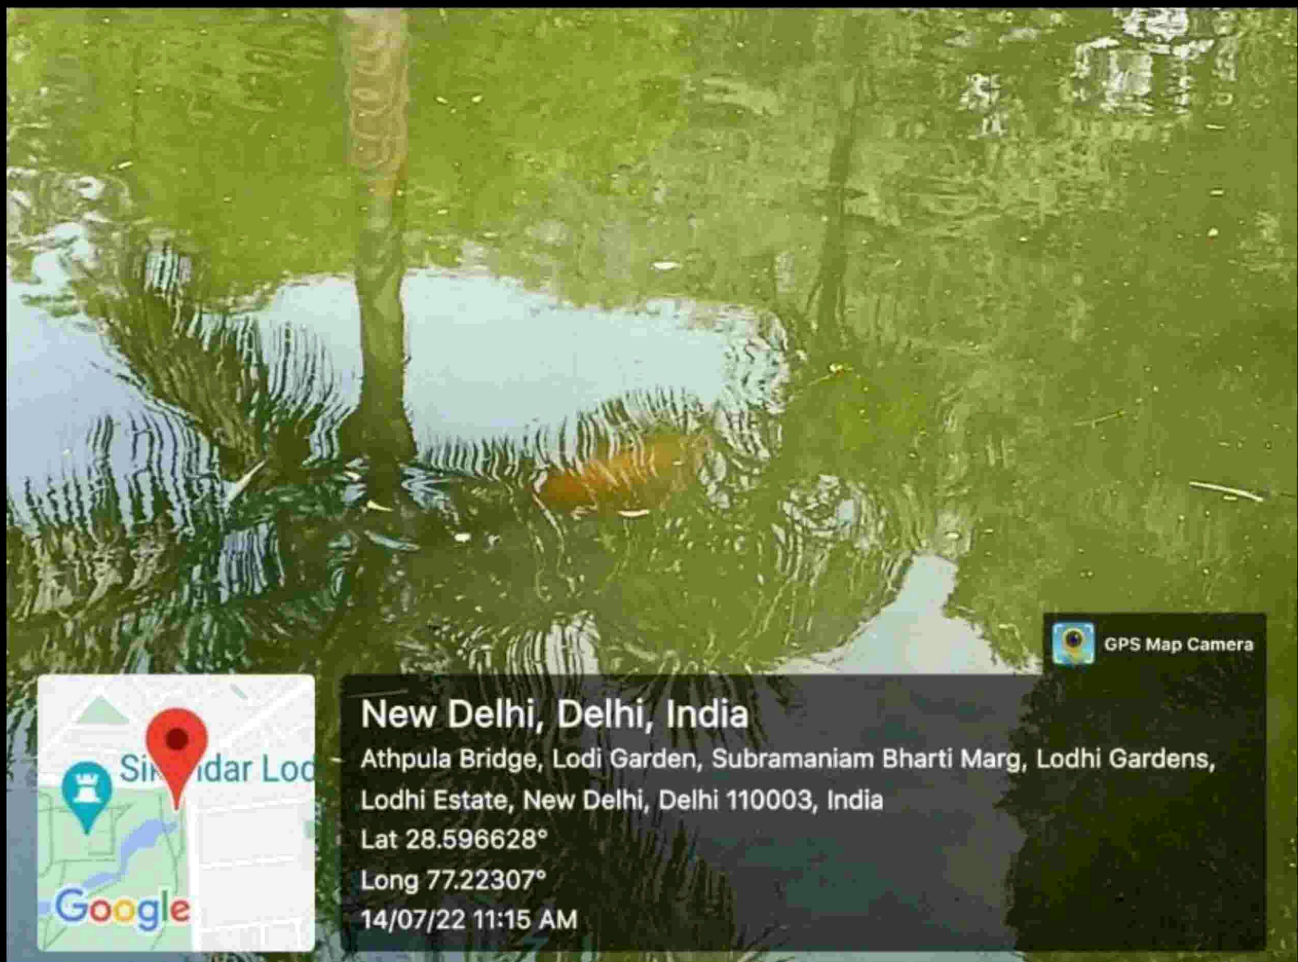 GPS Map Camera
New Delhi, Delhi, India
Athpula Bridge, Lodi Garden, Subramaniam Bharti Marg, Lodhi Gardens,
Lodhi Estate, New Delhi, Delhi 110003, India
Lat 28.596628°
Long 77.22307°
14/07/22 11:15 AM
Google